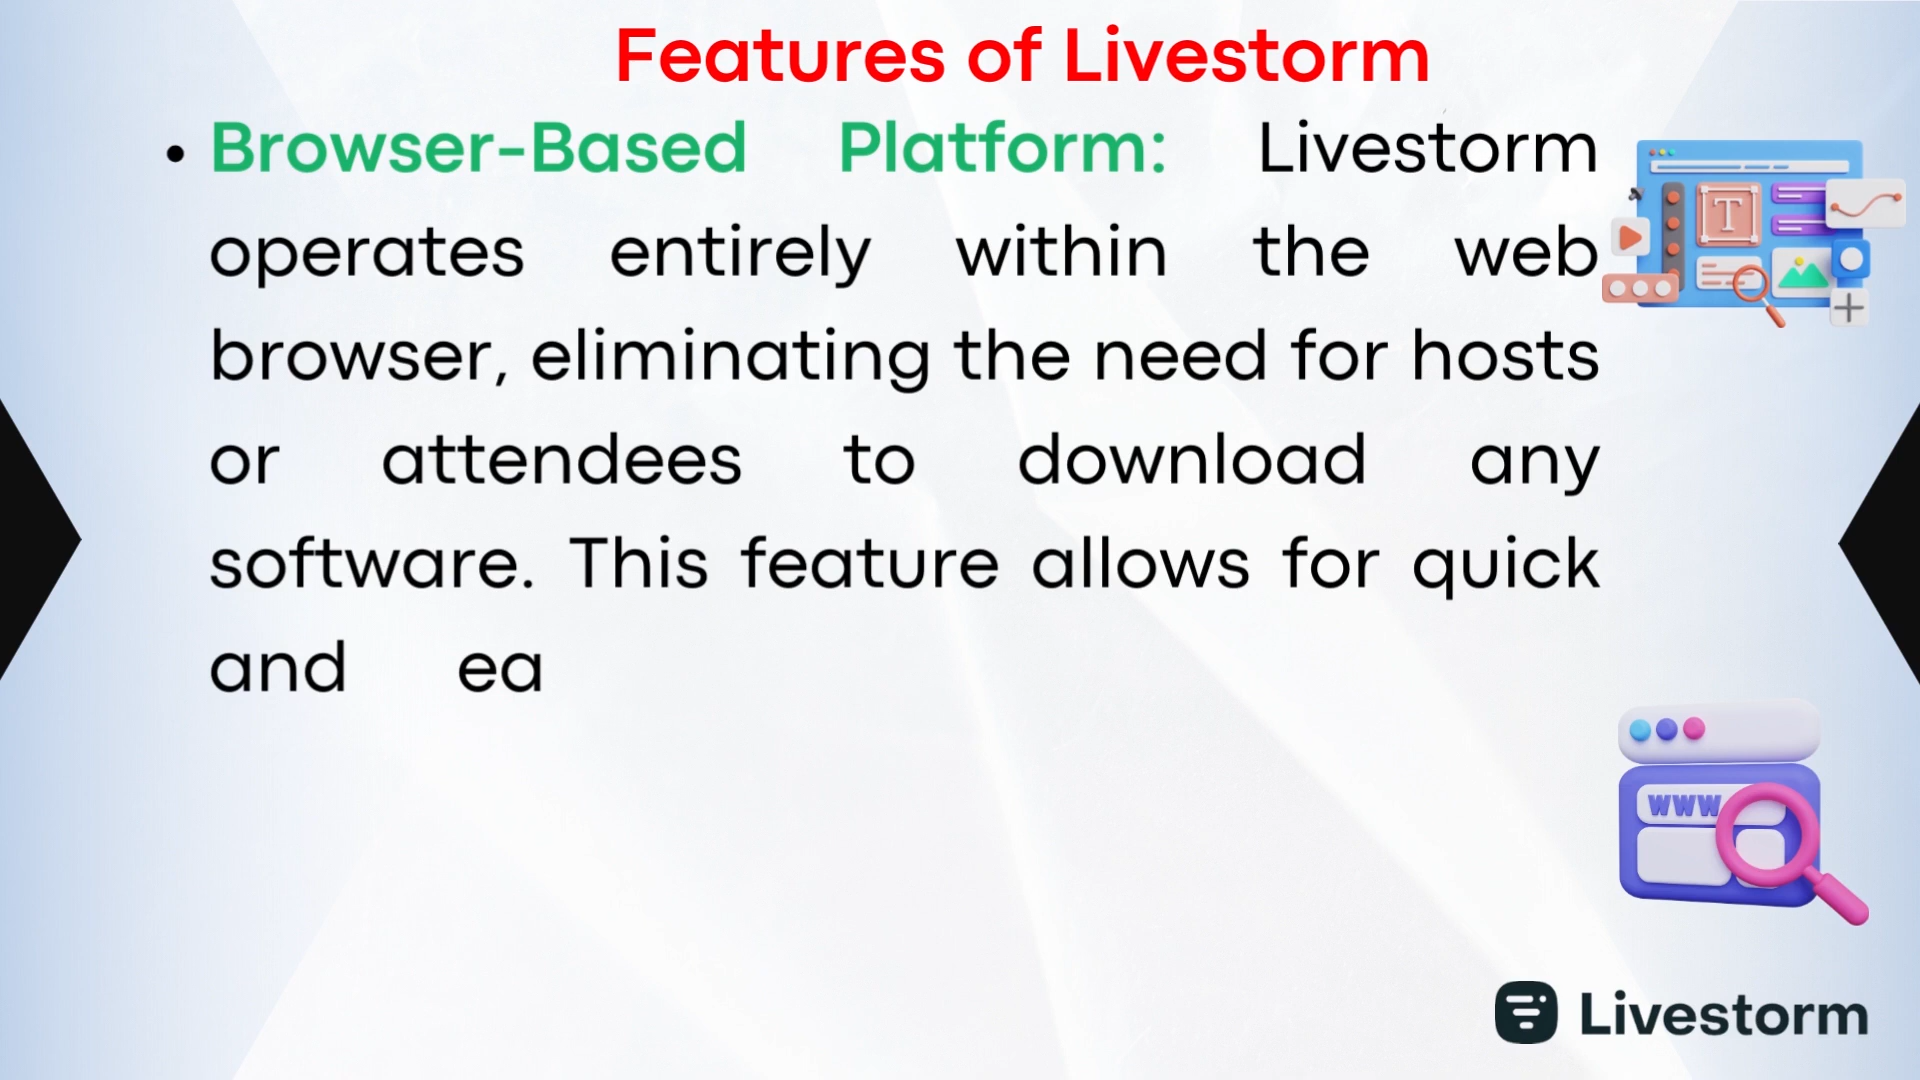 Features of Livestorm
• Browser-Based Platform: Livestorm
operates entirely within the web
browser, eliminating the need for hosts
or attendees to download any
software. This feature allows for quick
and ea
T
www
Livestorm